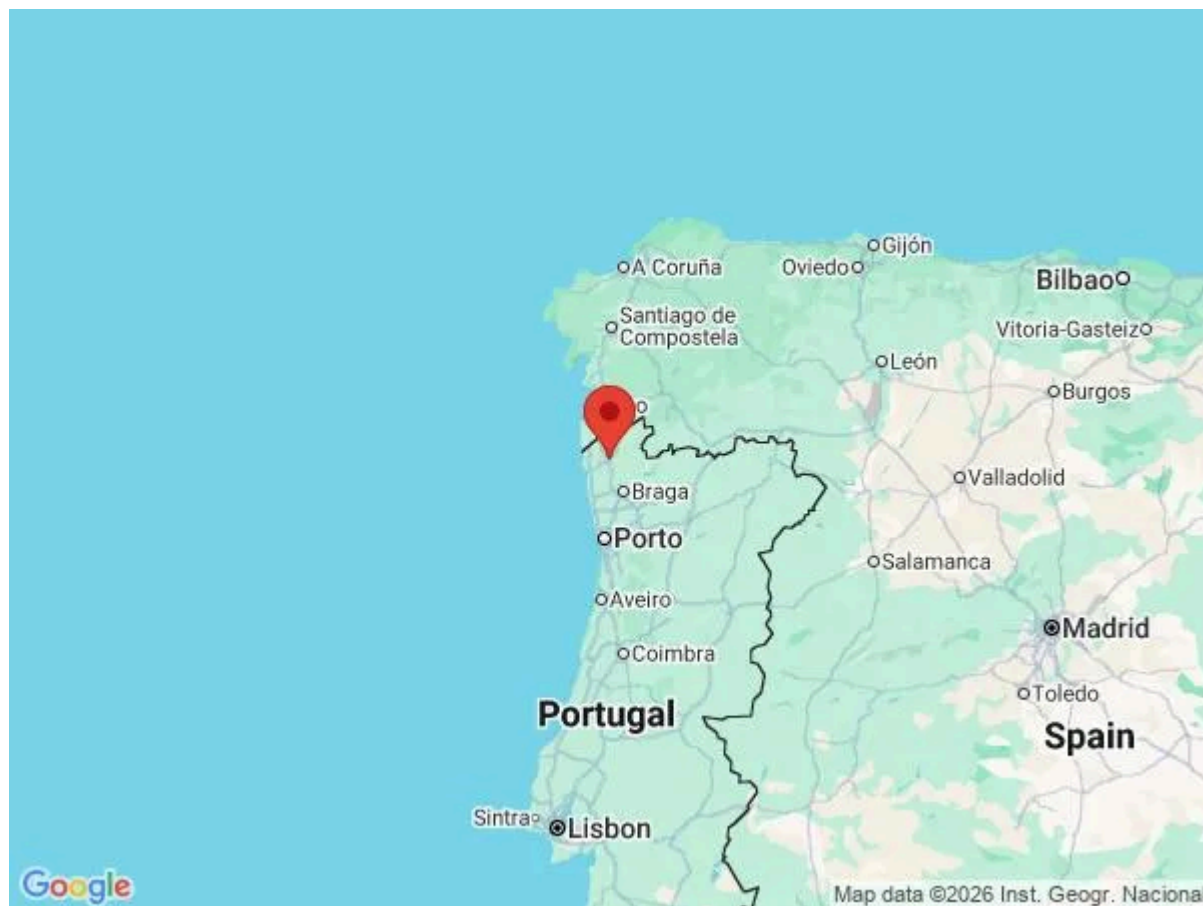 Gijón
A Coruña
Oviedo
Bilbao
Santiago de
Compostela
Vitoria-Gasteiz
León
Burgos
Valladolid
Braga
Porto
Salamanca
Aveiro
Madrid
Coimbra
Toledo
Portugal
Spain
Sintra
Lisbon
Google
Map data ©2026 Inst. Geogr. Nacional